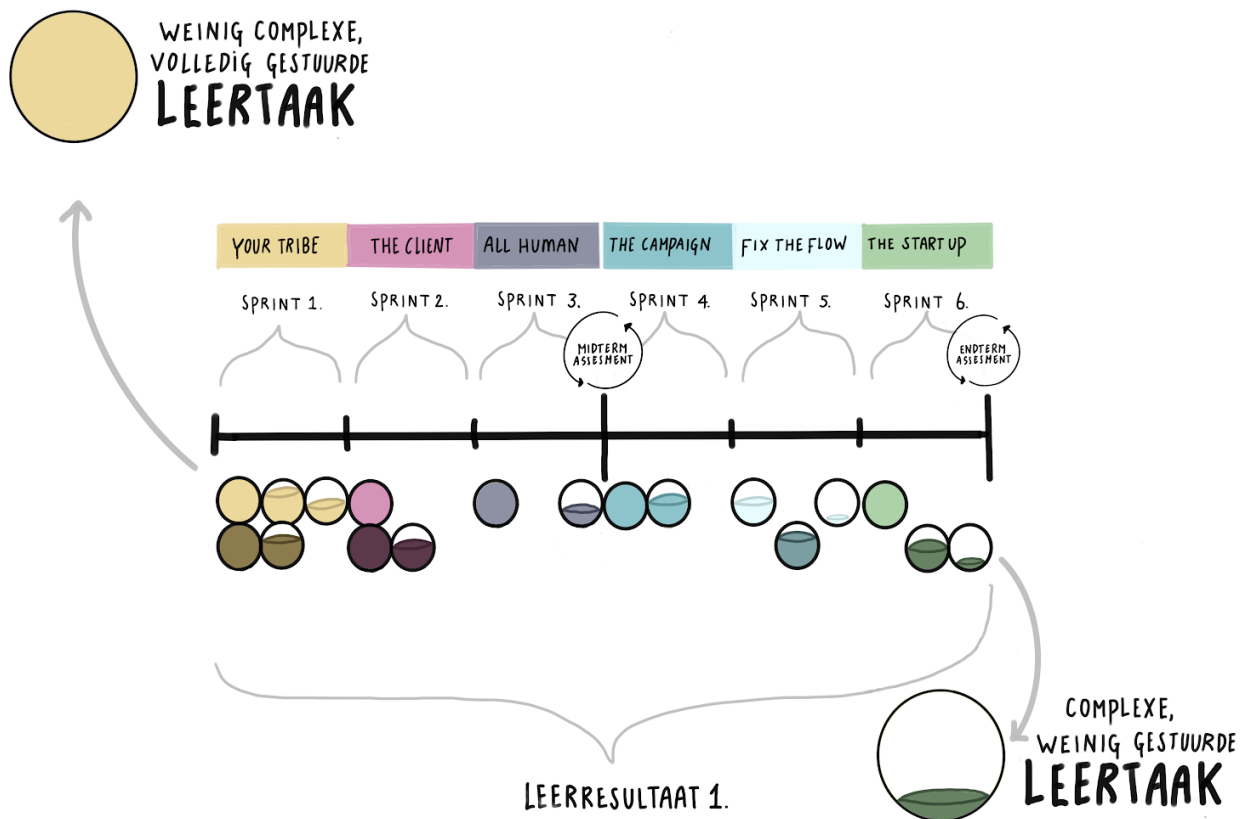 WEINIG COMPLEXE,
VOLLEDIG GESTUURDE
LEERTAAK
YOUR TRIBE
THE CLIENT
ALL HUMAN
THE CAMPAIGN
FIX THE FLOW
THE START UP
SPRINT 1.
SPRINT 2.
SPRINT 3.
SPRINT 4.
SPRINT 5.
SPRINT 6.
MIDTERM
ASSESMENT
ENDTERM
ASSESMENT
LEERRESULTAAT 1.
COMPLEXE,
WEINIG GESTUURDE
LEERTAAK